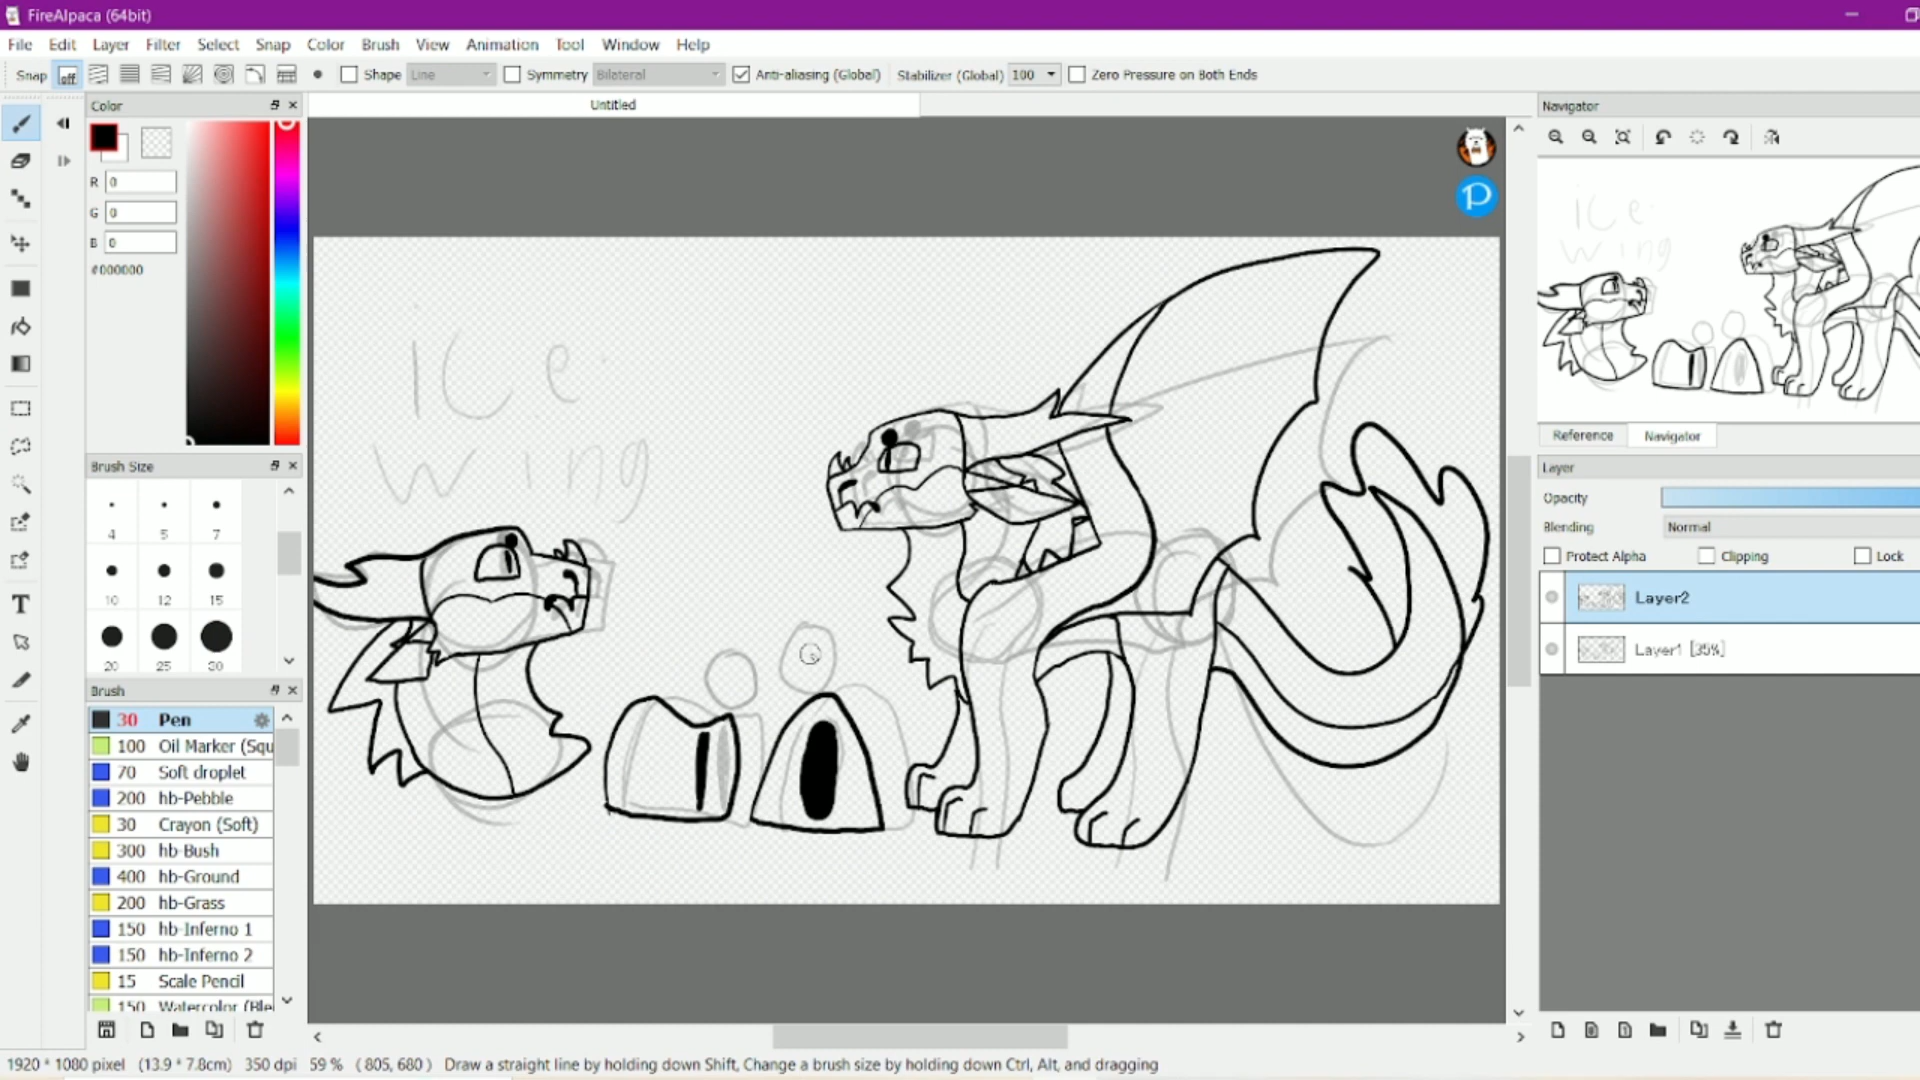 FireAlpaca (64bit)
File Edit Layer Filter Select Snap Color Brush View Animation Tool Window Help
Snap off Shape Line Symmetry Bilateral Anti-aliasing (Global) Stabilizer (Global) 100 Zero Pressure on Both Ends
Color
R 0
G 0
B 0
#000000
Brush Size
4 5 7
10 12 15
20 25 30
Brush
30 Pen
100 Oil Marker (Squ
70 Soft droplet
200 hb-Pebble
30 Crayon (Soft)
300 hb-Bush
400 hb-Ground
200 hb-Grass
150 hb-Inferno 1
150 hb-Inferno 2
15 Scale Pencil
150 Watercolor (Ble
Untitled
P
ice
wing
Navigator
ice
wing
Reference Navigator
Layer
Opacity
Blending Normal
Protect Alpha Clipping Lock
Layer2
Layer1 [35%]
1920 * 1080 pixel (13.9 * 7.8cm) 350 dpi 59 % ( 805, 680 ) Draw a straight line by holding down Shift, Change a brush size by holding down Ctrl, Alt, and dragging